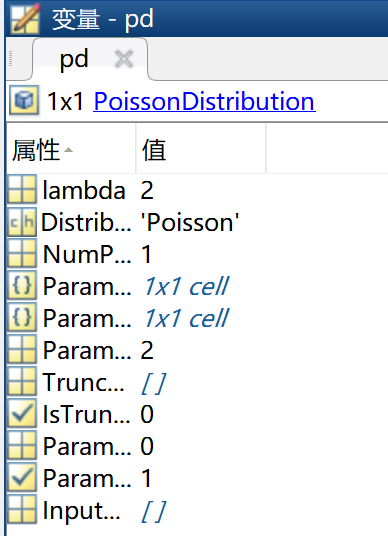 变量 - pd
pd
1x1 PoissonDistribution
属性 值
lambda 2
ch Distrib... 'Poisson'
NumP... 1
{} Param... 1x1 cell
{} Param... 1x1 cell
Param... 2
Trunc... []
IsTrun... 0
Param... 0
Param... 1
Input... []